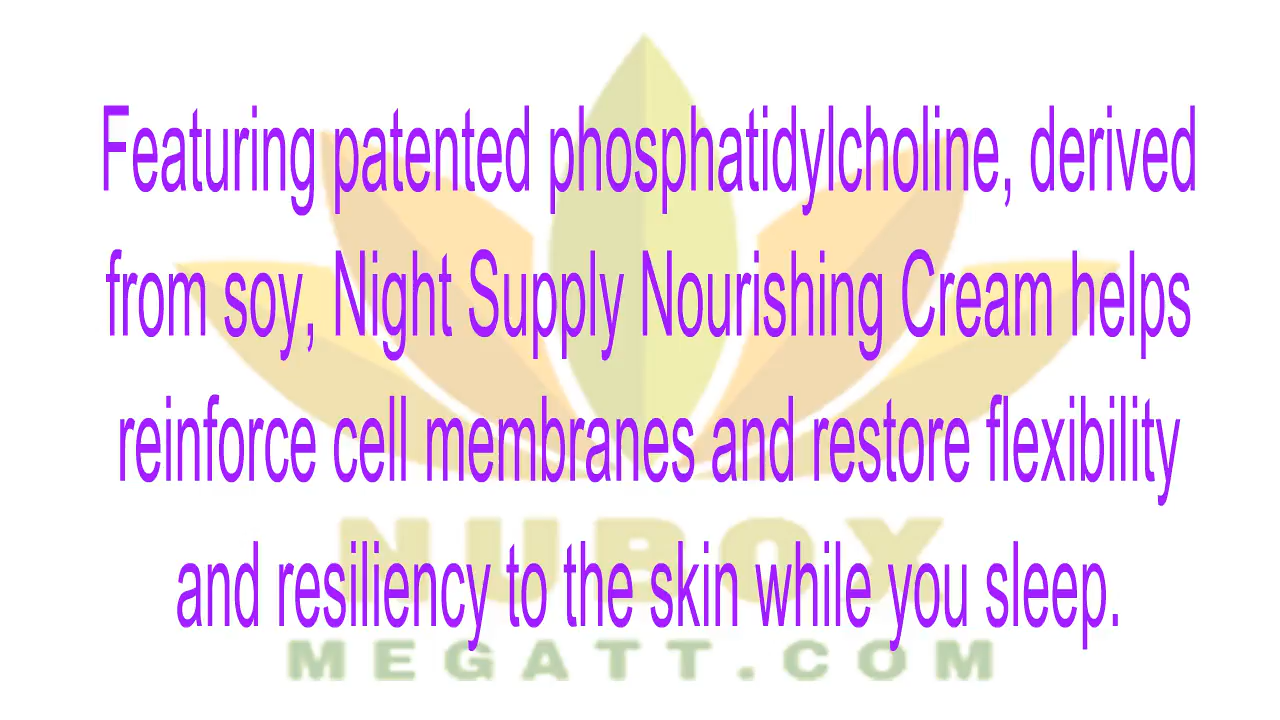 Featuring patented phosphatidylcholine, derived
from soy, Night Supply Nourishing Cream helps
reinforce cell membranes and restore flexibility
NUBOX
and resiliency to the skin while you sleep.
MEGATT.COM